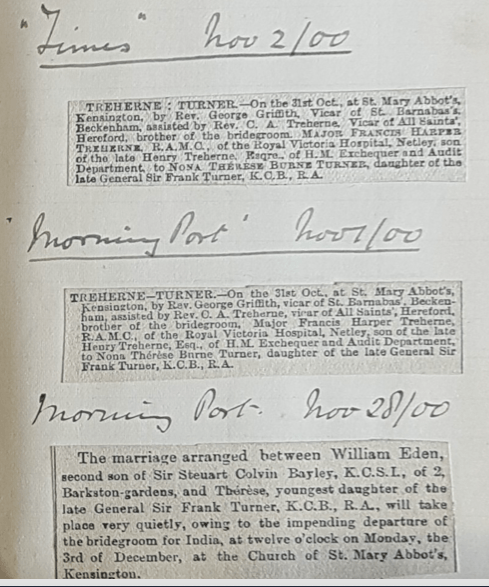 "Times" Nov 2/00
TREHERNE : TURNER.—On the 31st Oct., at St. Mary Abbot's,
Kensington, by Rev. George Griffith, Vicar of St. Barnabas's.
Beckenham, assisted by Rev. C. A. Treherne, Vicar of All Saints',
Hereford, brother of the bridegroom, MAJOR FRANCIS HARPER
TREHERNE, R.A.M.C., of the Royal Victoria Hospital, Netley, son
of the late Henry Treherne, Esqre., of H.M. Exchequer and Audit
Department, to NONA THÉRÈSE BURNE TURNER, daughter of the
late General Sir Frank Turner, K.C.B., R.A.
'Morning Post' Nov 1/00
TREHERNE—TURNER.—On the 31st Oct., at St. Mary Abbot's,
Kensington, by Rev. George Griffith, vicar of St. Barnabas', Becken-
ham, assisted by Rev. C. A. Treherne, vicar of All Saints', Hereford,
brother of the bridegroom, Major Francis Harper Treherne,
R.A.M.C., of the Royal Victoria Hospital, Netley, son of the late
Henry Treherne, Esq., of H.M. Exchequer and Audit Department,
to Nona Thérèse Burne Turner, daughter of the late General Sir
Frank Turner, K.C.B., R.A.
Morning Post. Nov 28/00
The marriage arranged between William Eden,
second son of Sir Steuart Colvin Bayley, K.C.S.I., of 2,
Barkston-gardens, and Thérèse, youngest daughter of the
late General Sir Frank Turner, K.C.B., R.A., will take
place very quietly, owing to the impending departure of
the bridegroom for India, at twelve o'clock on Monday, the
3rd of December, at the Church of St. Mary Abbot's,
Kensington.